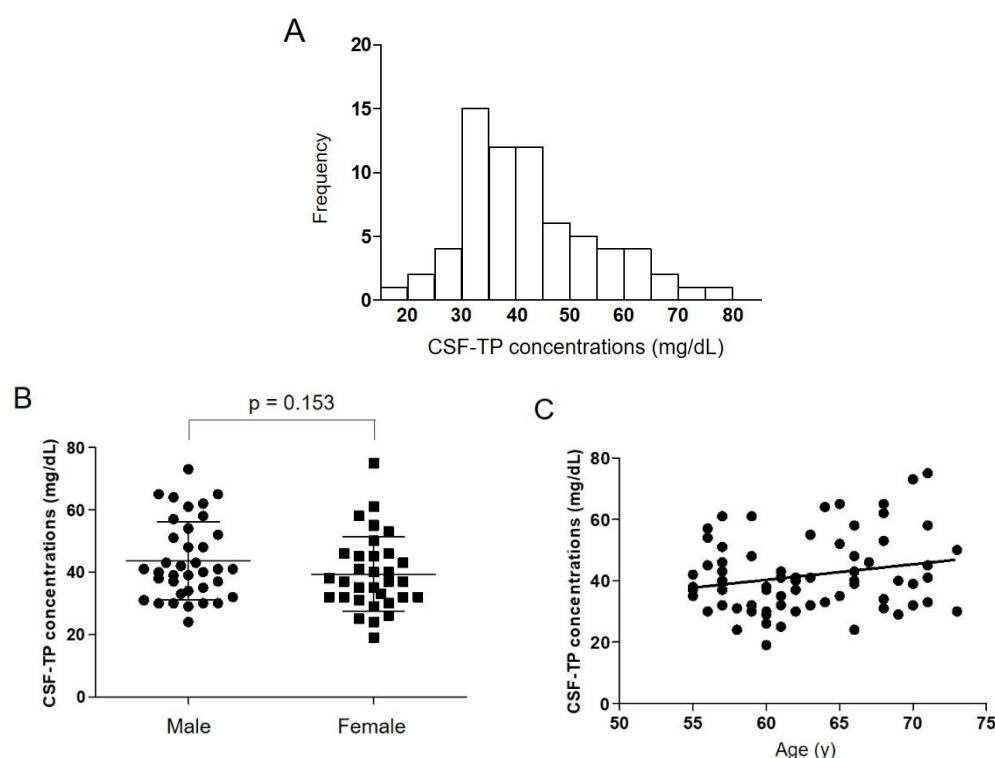 A
20
15
10
5
0
Frequency
20 30 40 50 60 70 80
CSF-TP concentrations (mg/dL)
B
p = 0.153
80
60
40
20
0
CSF-TP concentrations (mg/dL)
Male Female
C
80
60
40
20
0
CSF-TP concentrations (mg/dL)
50 55 60 65 70 75
Age (y)